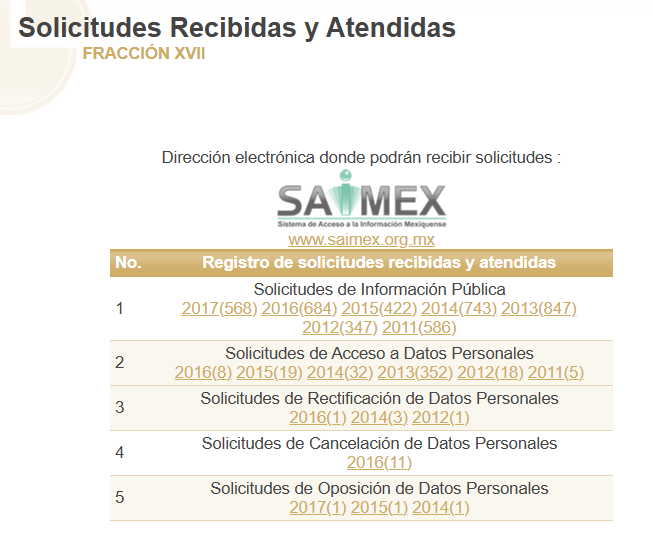 Solicitudes Recibidas y Atendidas
FRACCIÓN XVII
Dirección electrónica donde podrán recibir solicitudes :
SAIMEX
Sistema de Acceso a la Información Mexiquense
www.saimex.org.mx
No. Registro de solicitudes recibidas y atendidas
Solicitudes de Información Pública
1 2017(568) 2016(684) 2015(422) 2014(743) 2013(847)
2012(347) 2011(586)
2 Solicitudes de Acceso a Datos Personales
2016(8) 2015(19) 2014(32) 2013(352) 2012(18) 2011(5)
3 Solicitudes de Rectificación de Datos Personales
2016(1) 2014(3) 2012(1)
4 Solicitudes de Cancelación de Datos Personales
2016(11)
5 Solicitudes de Oposición de Datos Personales
2017(1) 2015(1) 2014(1)